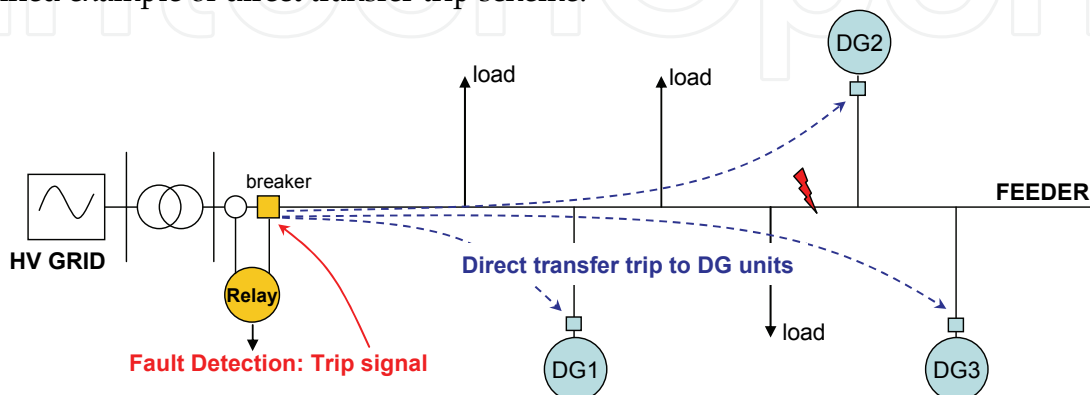 DG2
load
load
breaker
FEEDER
HV GRID
Direct transfer trip to DG units
Relay
load
Fault Detection: Trip signal
DG1
DG3